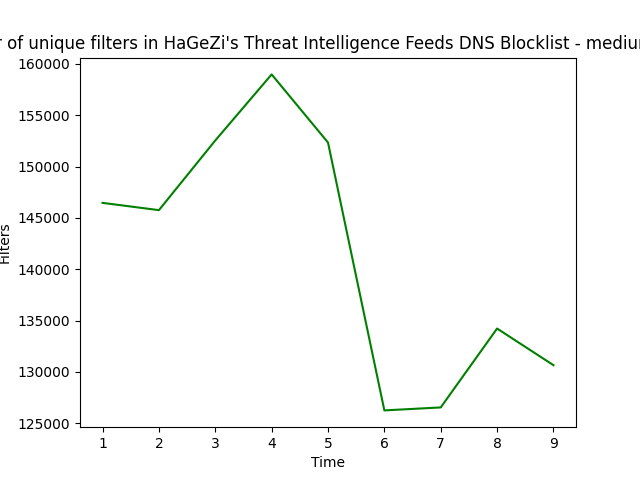 r of unique filters in HaGeZi's Threat Intelligence Feeds DNS Blocklist - mediu
160000
155000
150000
145000
140000
135000
130000
125000
Filters
1 2 3 4 5 6 7 8 9
Time